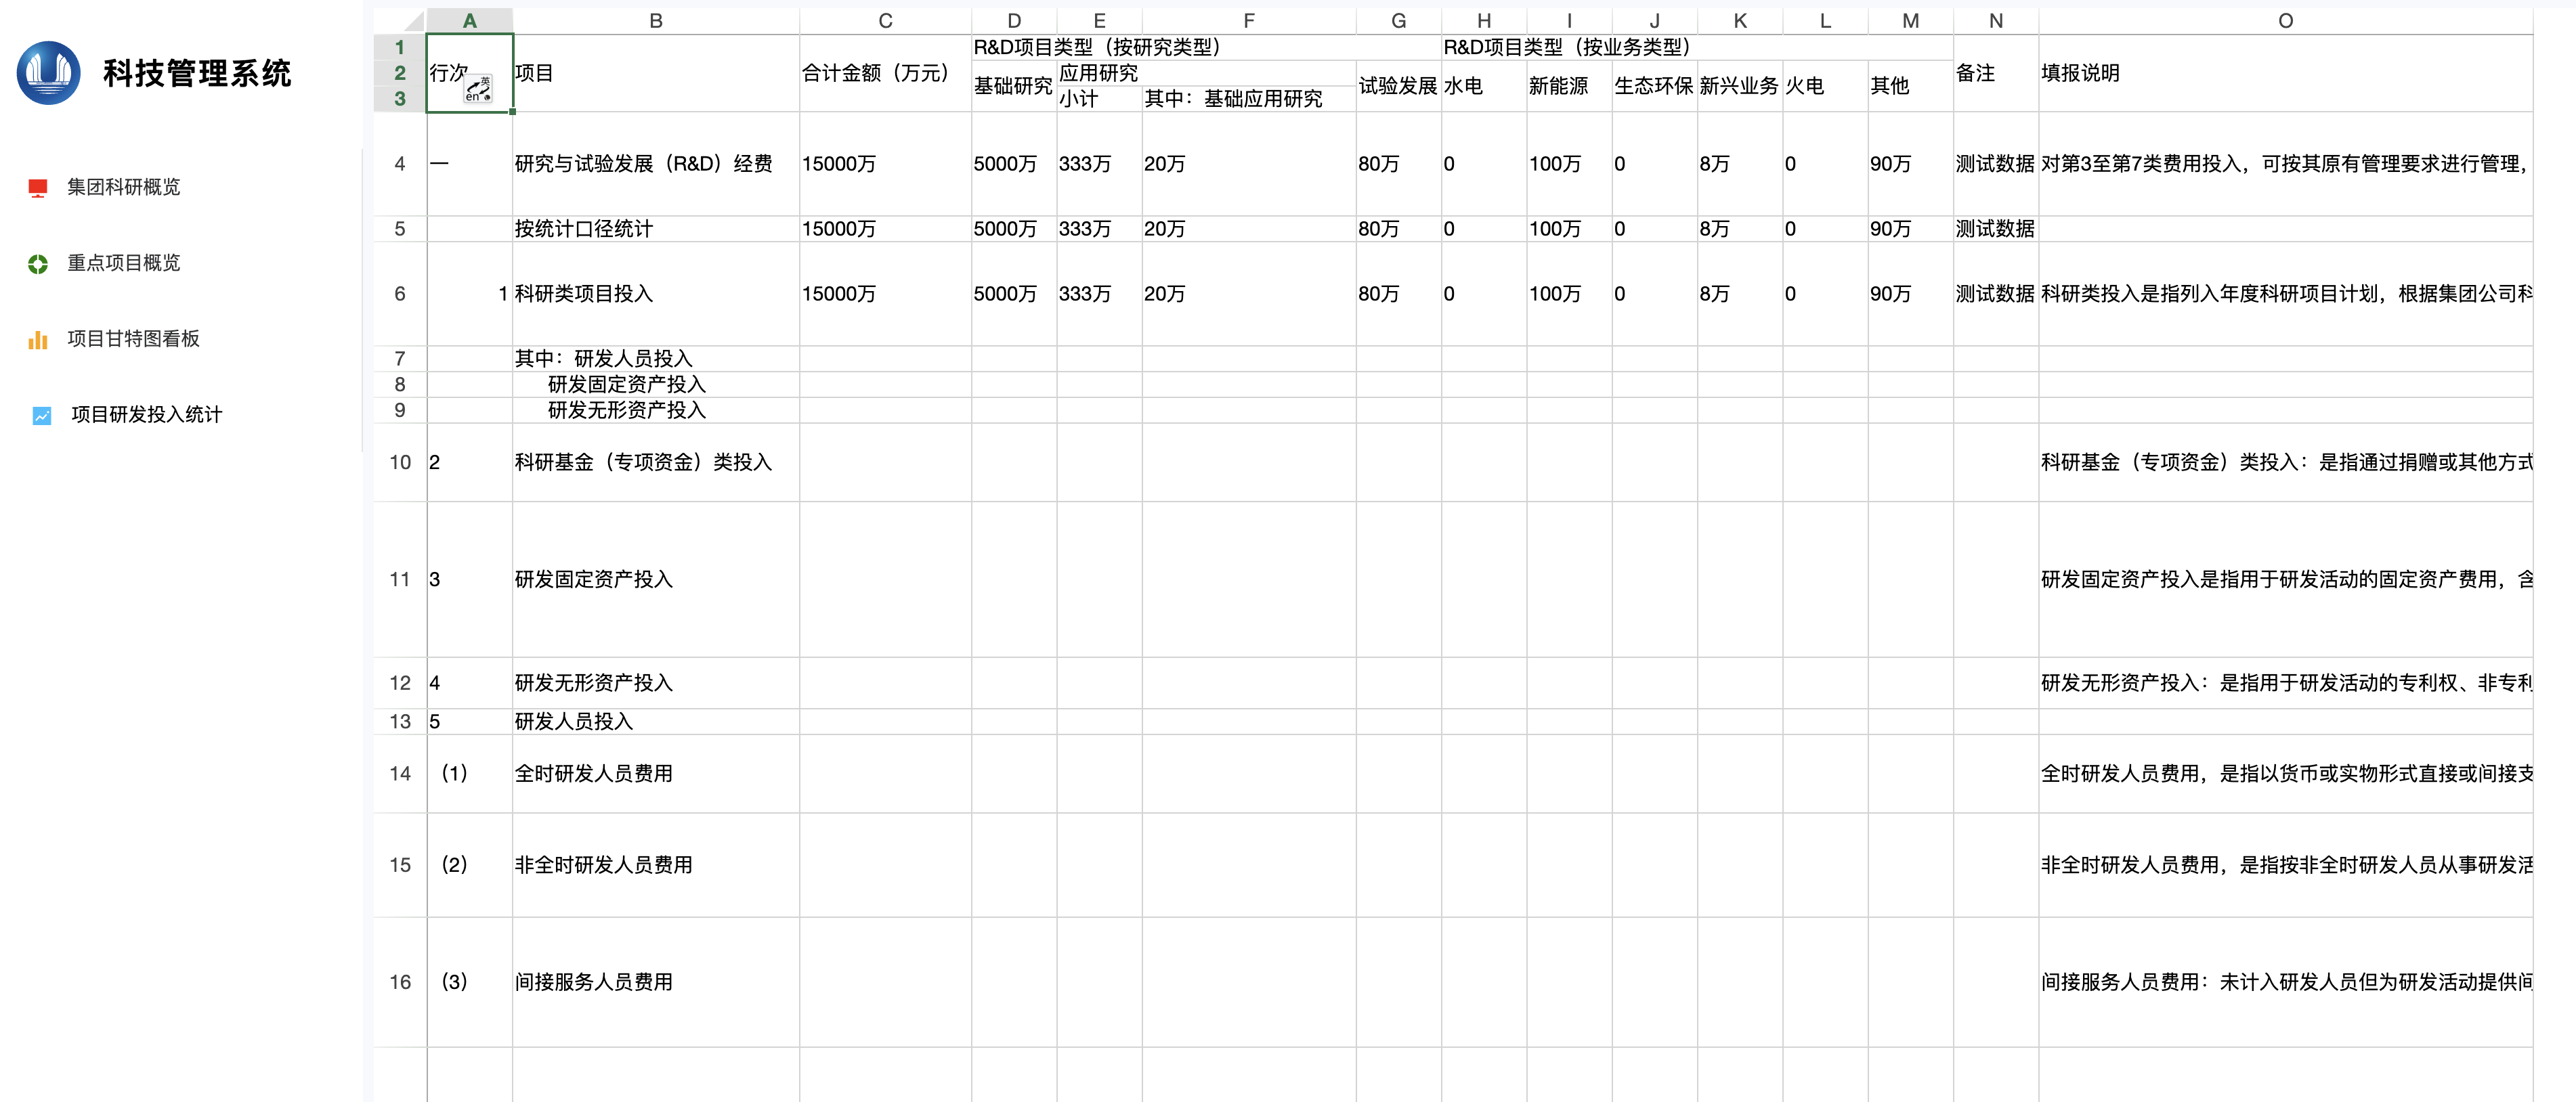 科技管理系统
集团科研概览
重点项目概览
项目甘特图看板
项目研发投入统计
A B C D E F G H I J K L M N O
1 R&D项目类型（按研究类型） R&D项目类型（按业务类型）
2 行次 项目 合计金额（万元） 基础研究 应用研究 试验发展 水电 新能源 生态环保 新兴业务 火电 其他 备注 填报说明
英
en
3 小计 其中：基础应用研究
4 一 研究与试验发展（R&D）经费 15000万 5000万 333万 20万 80万 0 100万 0 8万 0 90万 测试数据 对第3至第7类费用投入，可按其原有管理要求进行管理，
5 按统计口径统计 15000万 5000万 333万 20万 80万 0 100万 0 8万 0 90万 测试数据
6 1 科研类项目投入 15000万 5000万 333万 20万 80万 0 100万 0 8万 0 90万 测试数据 科研类投入是指列入年度科研项目计划，根据集团公司科
7 其中：研发人员投入
8 研发固定资产投入
9 研发无形资产投入
10 2 科研基金（专项资金）类投入 科研基金（专项资金）类投入：是指通过捐赠或其他方式
11 3 研发固定资产投入 研发固定资产投入是指用于研发活动的固定资产费用，含
12 4 研发无形资产投入 研发无形资产投入：是指用于研发活动的专利权、非专利
13 5 研发人员投入
14 （1） 全时研发人员费用 全时研发人员费用，是指以货币或实物形式直接或间接支
15 （2） 非全时研发人员费用 非全时研发人员费用，是指按非全时研发人员从事研发活
16 （3） 间接服务人员费用 间接服务人员费用：未计入研发人员但为研发活动提供间